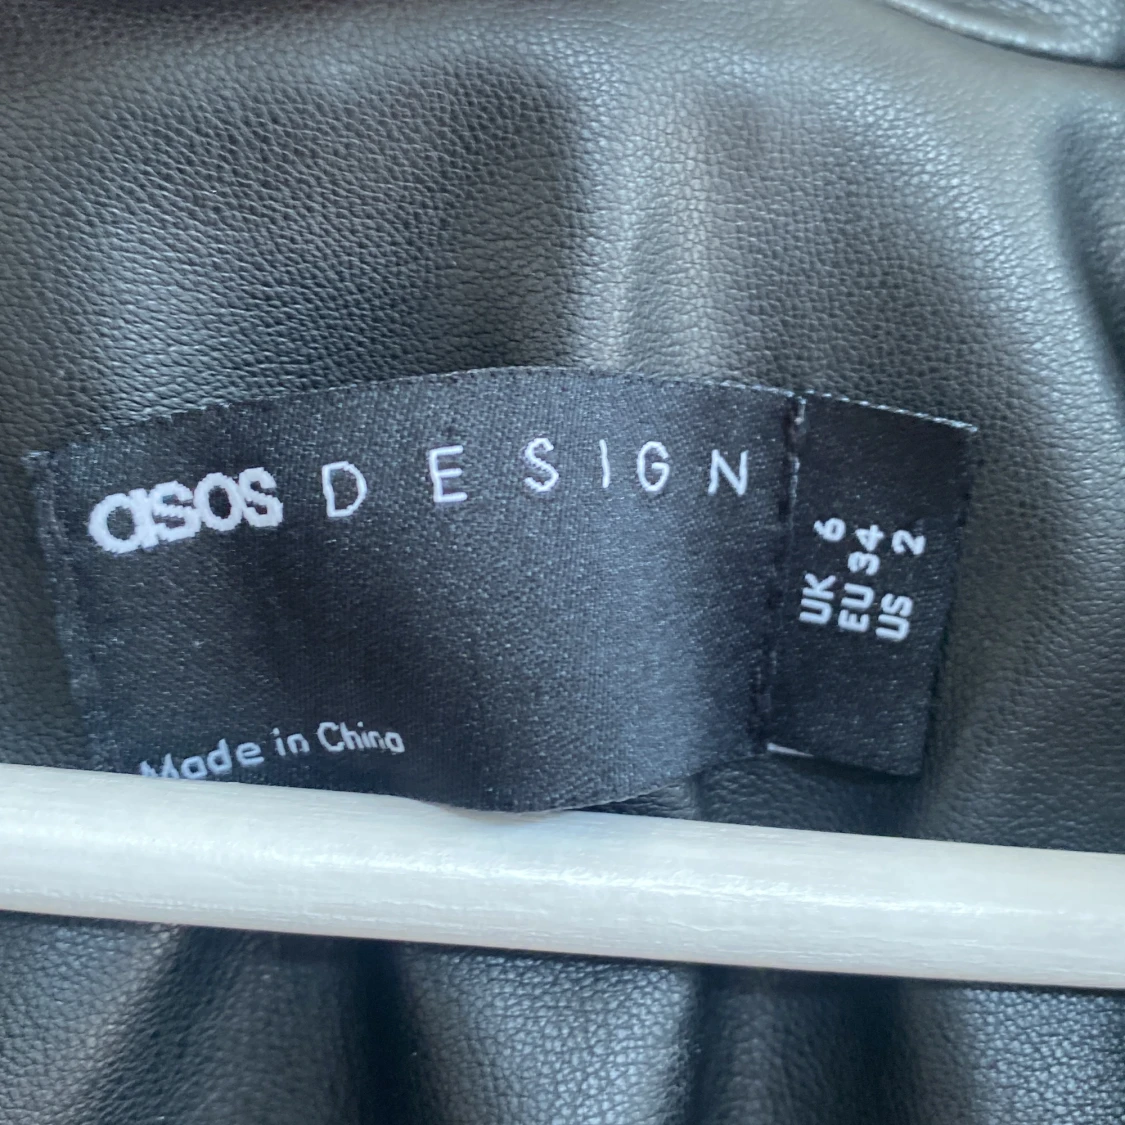 asos DESIGN
Made in China
UK 6
EU 34
US 2